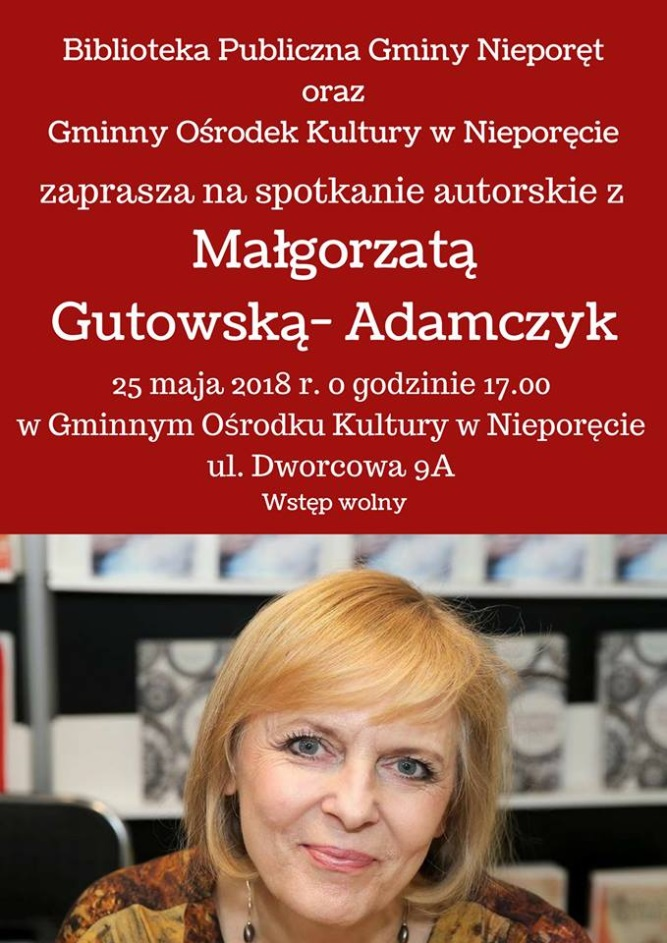 Biblioteka Publiczna Gminy Nieporęt
oraz
Gminny Ośrodek Kultury w Nieporęcie
zaprasza na spotkanie autorskie z
Małgorzatą
Gutowską- Adamczyk
25 maja 2018 r. o godzinie 17.00
w Gminnym Ośrodku Kultury w Nieporęcie
ul. Dworcowa 9A
Wstęp wolny